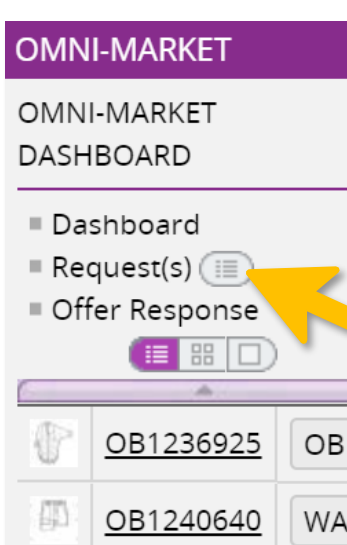 OMNI-MARKET
OMNI-MARKET
DASHBOARD
Dashboard
Request(s)
Offer Response
OB1236925 OB
OB1240640 WA